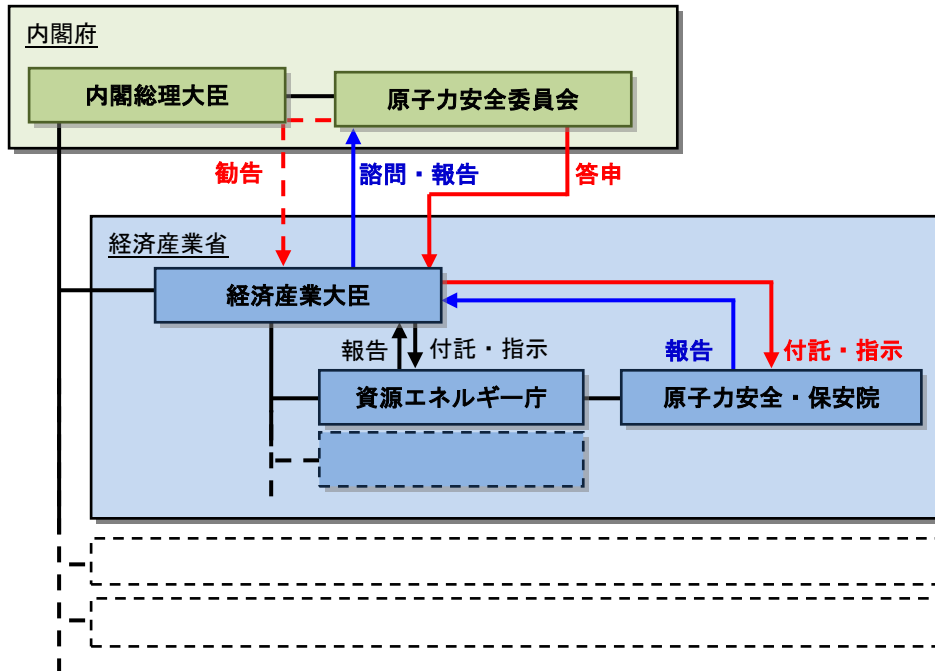 内閣府
内閣総理大臣
原子力安全委員会
勧告
諮問・報告
答申
経済産業省
経済産業大臣
報告
付託・指示
報告
付託・指示
資源エネルギー庁
原子力安全・保安院